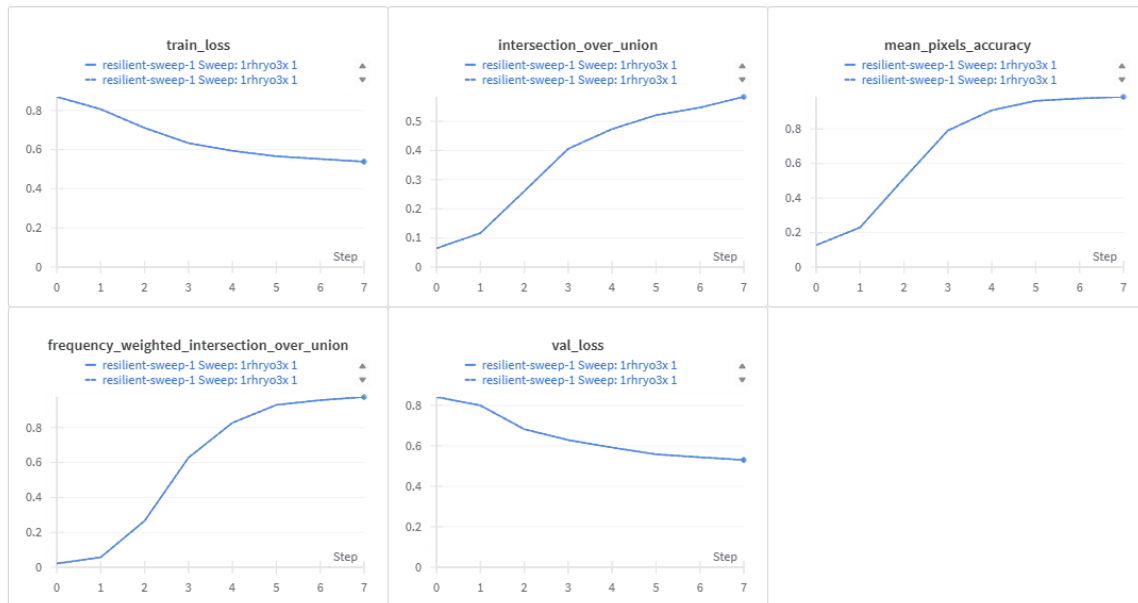 train_loss
resilient-sweep-1 Sweep: 1rhryo3x 1
resilient-sweep-1 Sweep: 1rhryo3x 1
0.8
0.6
0.4
0.2
0
Step
0 1 2 3 4 5 6 7
intersection_over_union
resilient-sweep-1 Sweep: 1rhryo3x 1
resilient-sweep-1 Sweep: 1rhryo3x 1
0.5
0.4
0.3
0.2
0.1
0
Step
0 1 2 3 4 5 6 7
mean_pixels_accuracy
resilient-sweep-1 Sweep: 1rhryo3x 1
resilient-sweep-1 Sweep: 1rhryo3x 1
0.8
0.6
0.4
0.2
0
Step
0 1 2 3 4 5 6 7
frequency_weighted_intersection_over_union
resilient-sweep-1 Sweep: 1rhryo3x 1
resilient-sweep-1 Sweep: 1rhryo3x 1
0.8
0.6
0.4
0.2
0
Step
0 1 2 3 4 5 6 7
val_loss
resilient-sweep-1 Sweep: 1rhryo3x 1
resilient-sweep-1 Sweep: 1rhryo3x 1
0.8
0.6
0.4
0.2
0
Step
0 1 2 3 4 5 6 7